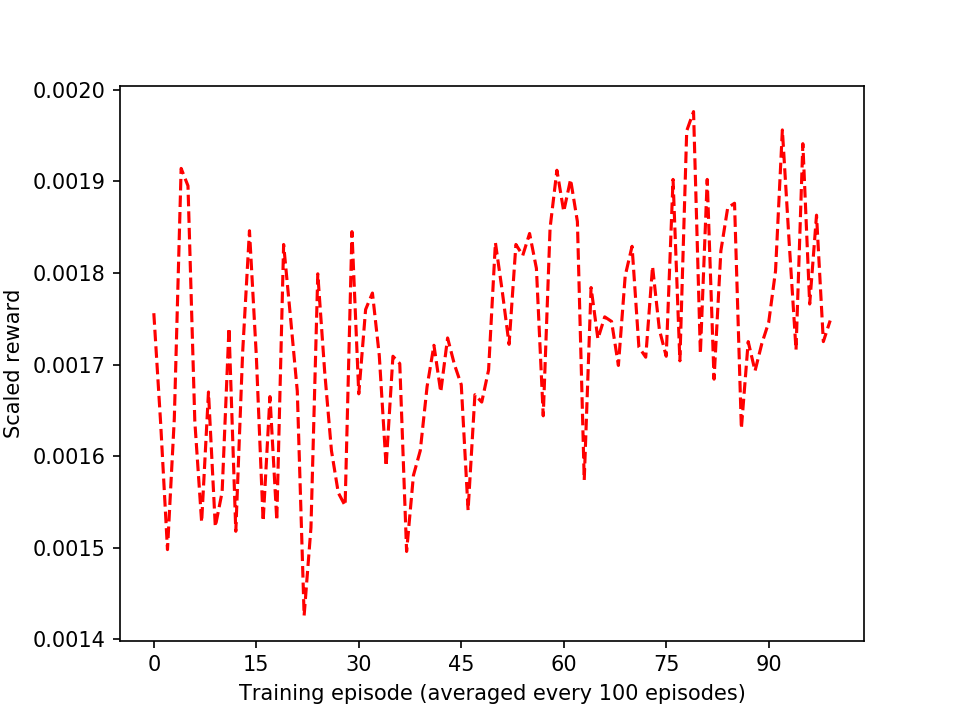 0.0020
0.0019
0.0018
0.0017
0.0016
0.0015
0.0014
Scaled reward
0 15 30 45 60 75 90
Training episode (averaged every 100 episodes)